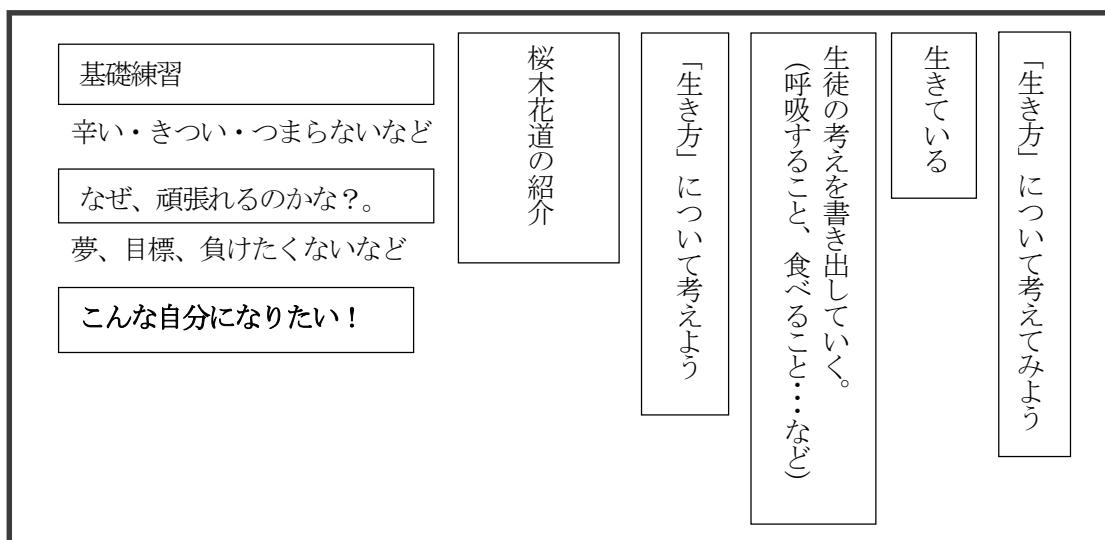 「生き方」について考えてみよう
生きている
生徒の考えを書き出していく。
(呼吸すること、食べること・・・など)
「生き方」について考えよう
桜木花道の紹介
基礎練習
辛い・きつい・つまらないなど
なぜ、頑張れるのかな？。
夢、目標、負けたくないなど
こんな自分になりたい！